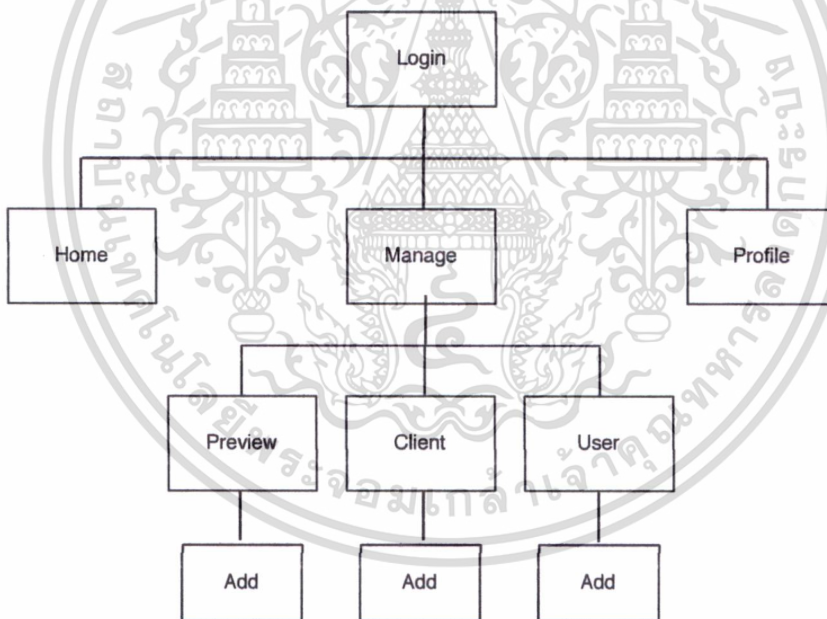 Login
Home
Manage
Profile
Preview
Client
User
Add
Add
Add